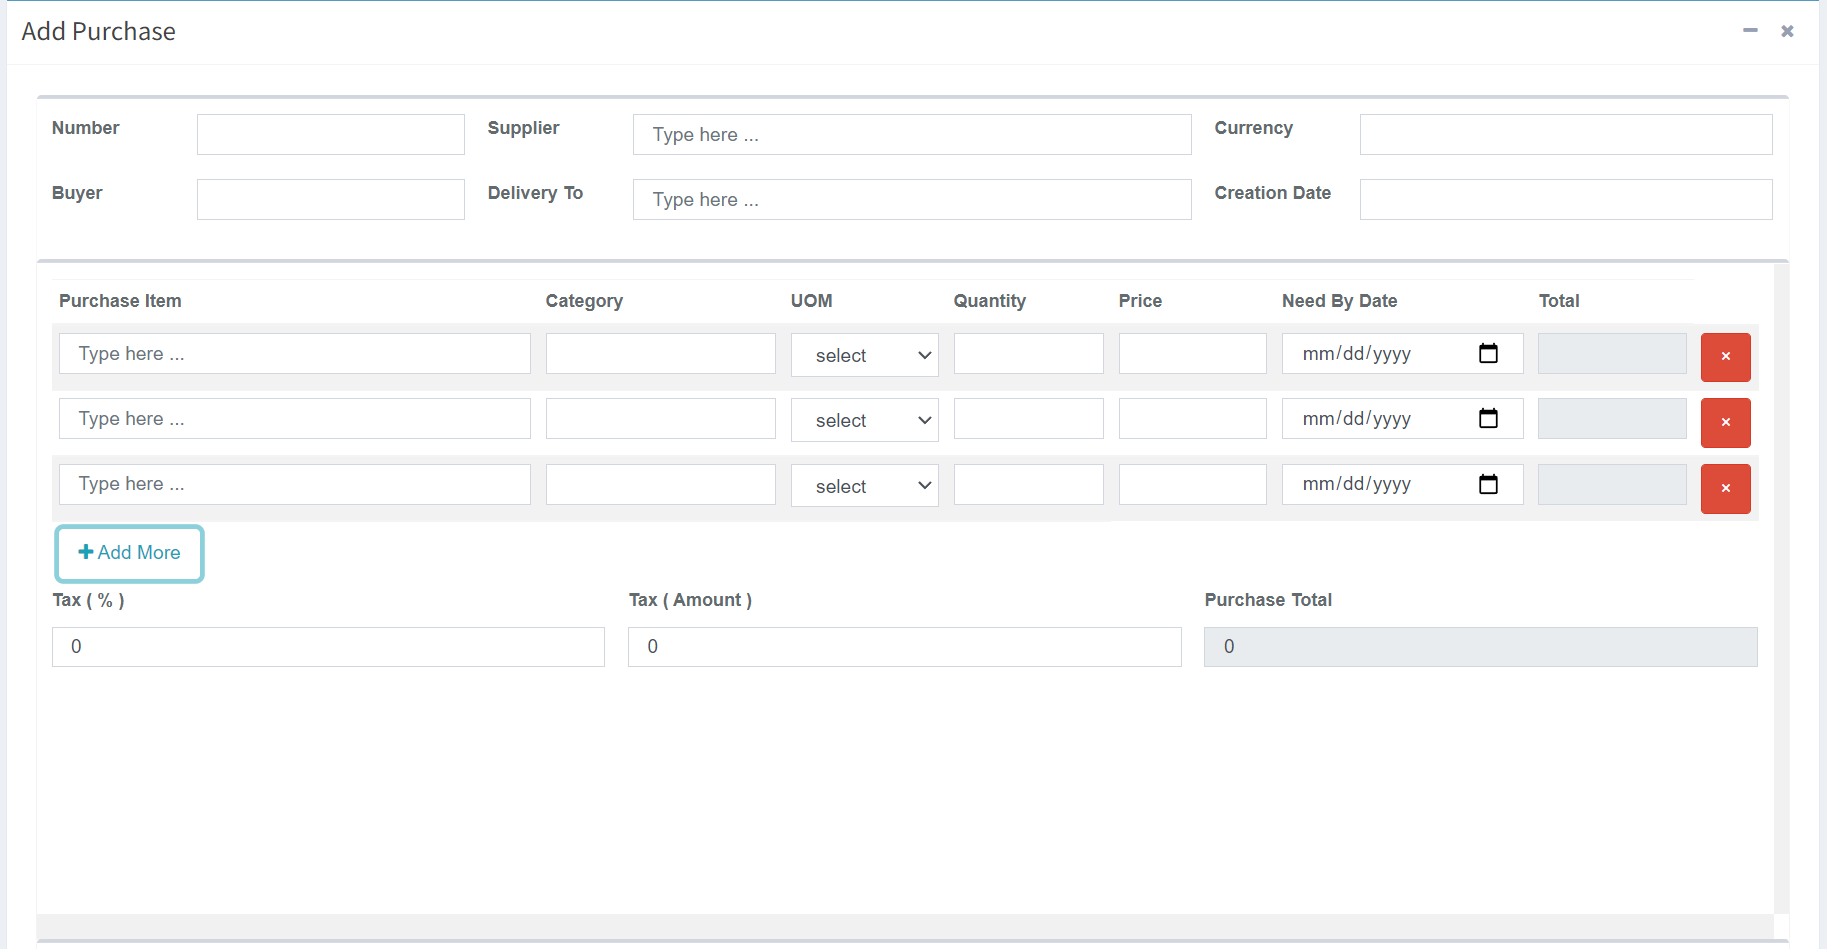 Add Purchase
Number Supplier Type here ... Currency
Buyer Delivery To Type here ... Creation Date
Purchase Item Category UOM Quantity Price Need By Date Total
Type here ... select mm/dd/yyyy ×
Type here ... select mm/dd/yyyy ×
Type here ... select mm/dd/yyyy ×
+ Add More
Tax ( % ) Tax ( Amount ) Purchase Total
0 0 0